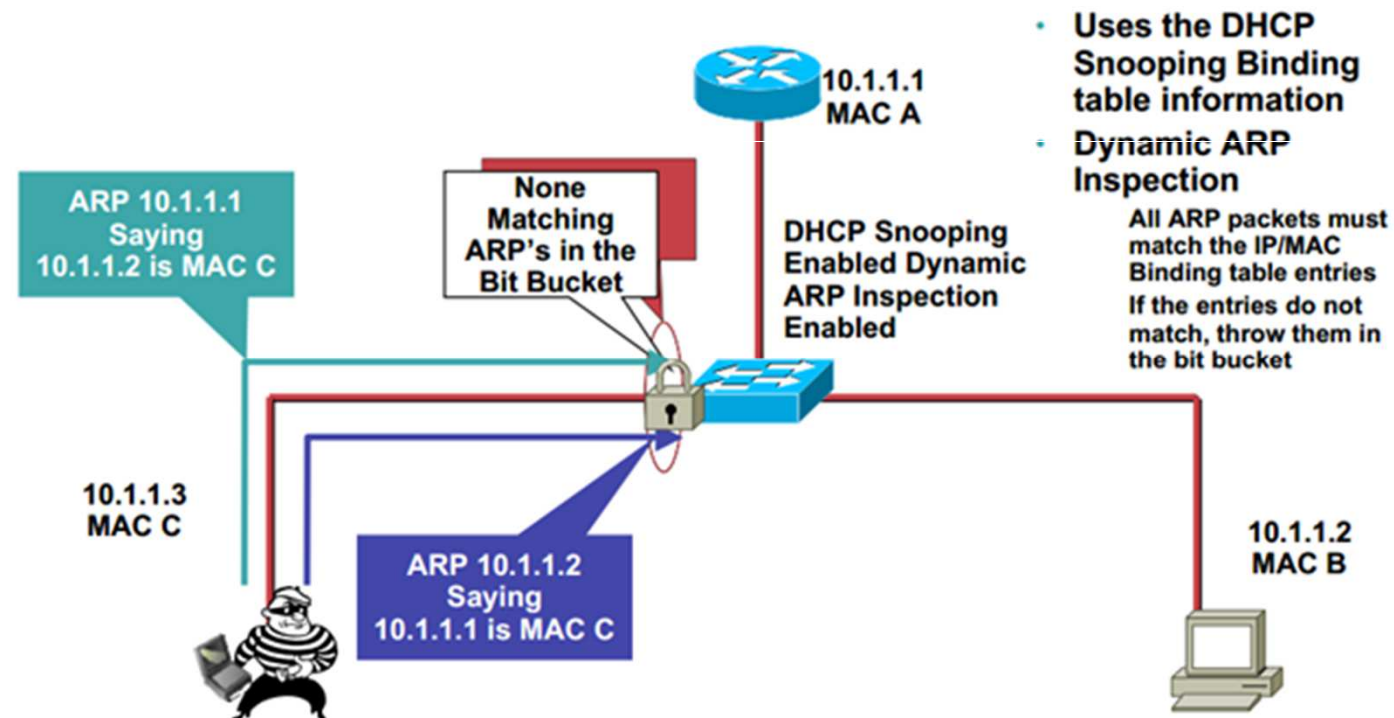 10.1.1.1
MAC A
• Uses the DHCP
Snooping Binding
table information
• Dynamic ARP
Inspection
All ARP packets must
match the IP/MAC
Binding table entries
If the entries do not
match, throw them in
the bit bucket
ARP 10.1.1.1
Saying
10.1.1.2 is MAC C
None
Matching
ARP's in the
Bit Bucket
DHCP Snooping
Enabled Dynamic
ARP Inspection
Enabled
10.1.1.3
MAC C
ARP 10.1.1.2
Saying
10.1.1.1 is MAC C
10.1.1.2
MAC B